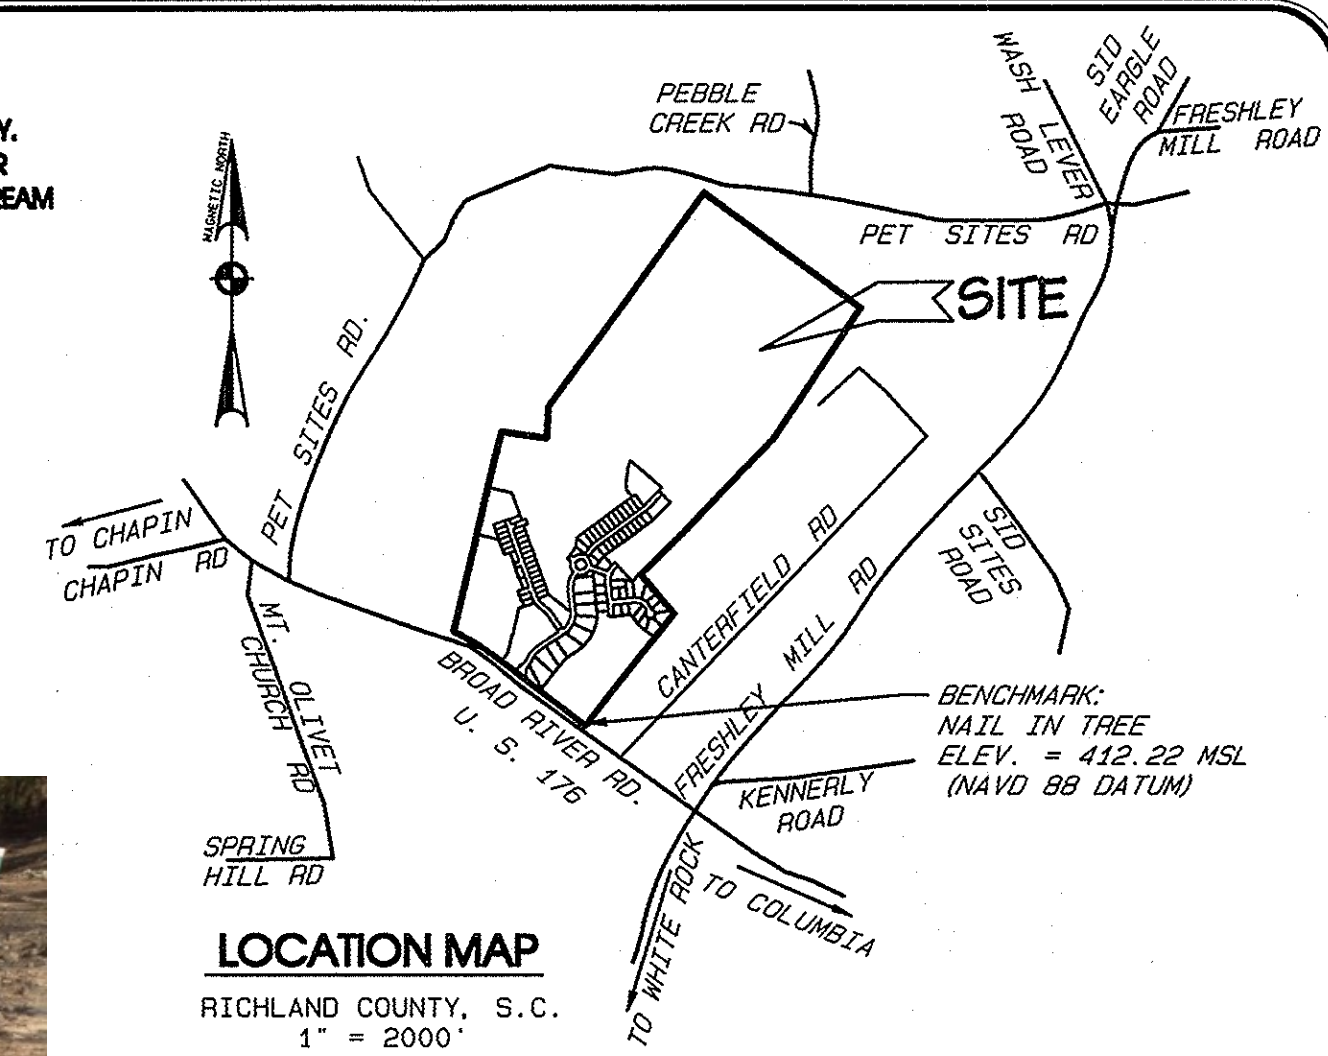 Y.
R
REAM
MAGNETIC NORTH
PEBBLE
CREEK RD
WASH LEVER
ROAD
SID
EARGLE
ROAD
FRESHLEY
MILL ROAD
PET SITES RD
SITE
PET SITES RD.
TO CHAPIN
CHAPIN RD
MT. OLIVET
CHURCH RD
SPRING
HILL RD
BROAD RIVER RD.
U. S. 176
CANTERFIELD RD
FRESHLEY MILL RD
SID
SITES
ROAD
BENCHMARK:
NAIL IN TREE
ELEV. = 412.22 MSL
(NAVD 88 DATUM)
KENNERLY
ROAD
TO WHITE ROCK
TO COLUMBIA
LOCATION MAP
RICHLAND COUNTY, S.C.
1" = 2000'